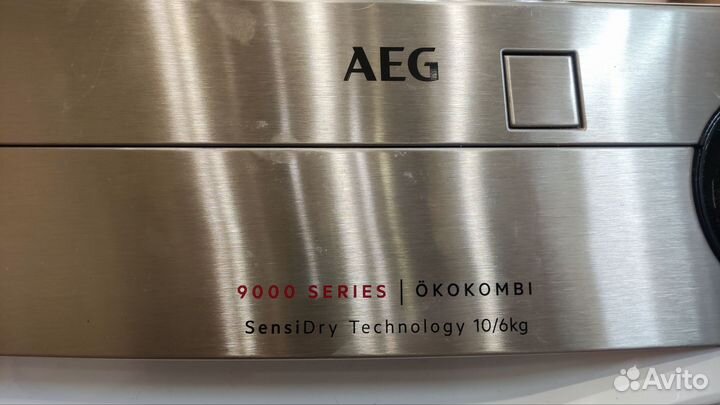 AEG
9000 SERIES | ÖKOKOMBI
SensiDry Technology 10/6kg
Avito